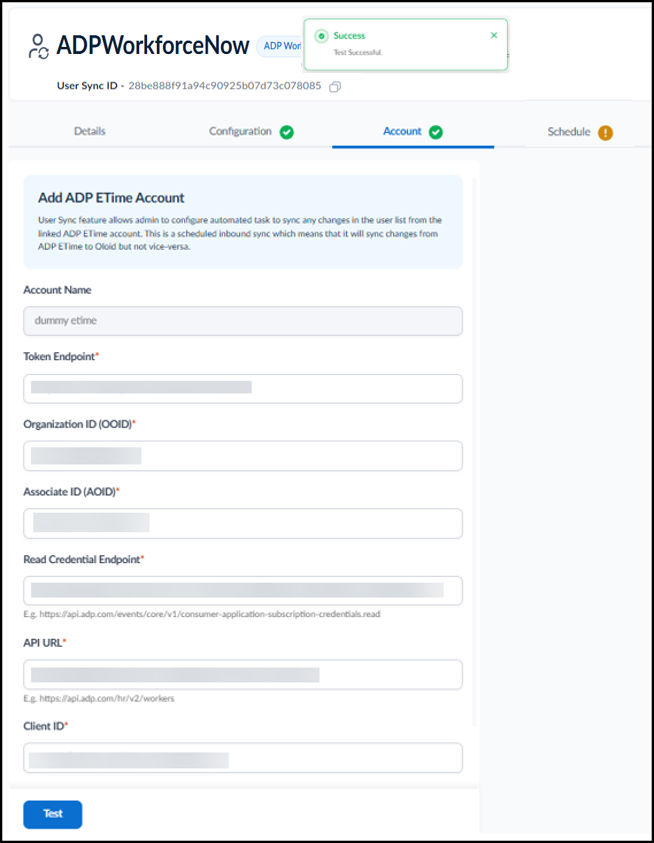 ADPWorkforceNow
ADP Wor
Success
Test Successful.
User Sync ID - 28be888f91a94c90925b07d73c078085
Details
Configuration
Account
Schedule
Add ADP ETime Account
User Sync feature allows admin to configure automated task to sync any changes in the user list from the
linked ADP ETime account. This is a scheduled inbound sync which means that it will sync changes from
ADP ETime to Oloid but not vice-versa.
Account Name
dummy etime
Token Endpoint*
Organization ID (OOID)*
Associate ID (AOID)*
Read Credential Endpoint*
E.g. https://api.adp.com/events/core/v1/consumer-application-subscription-credentials.read
API URL*
E.g. https://api.adp.com/hr/v2/workers
Client ID*
Test